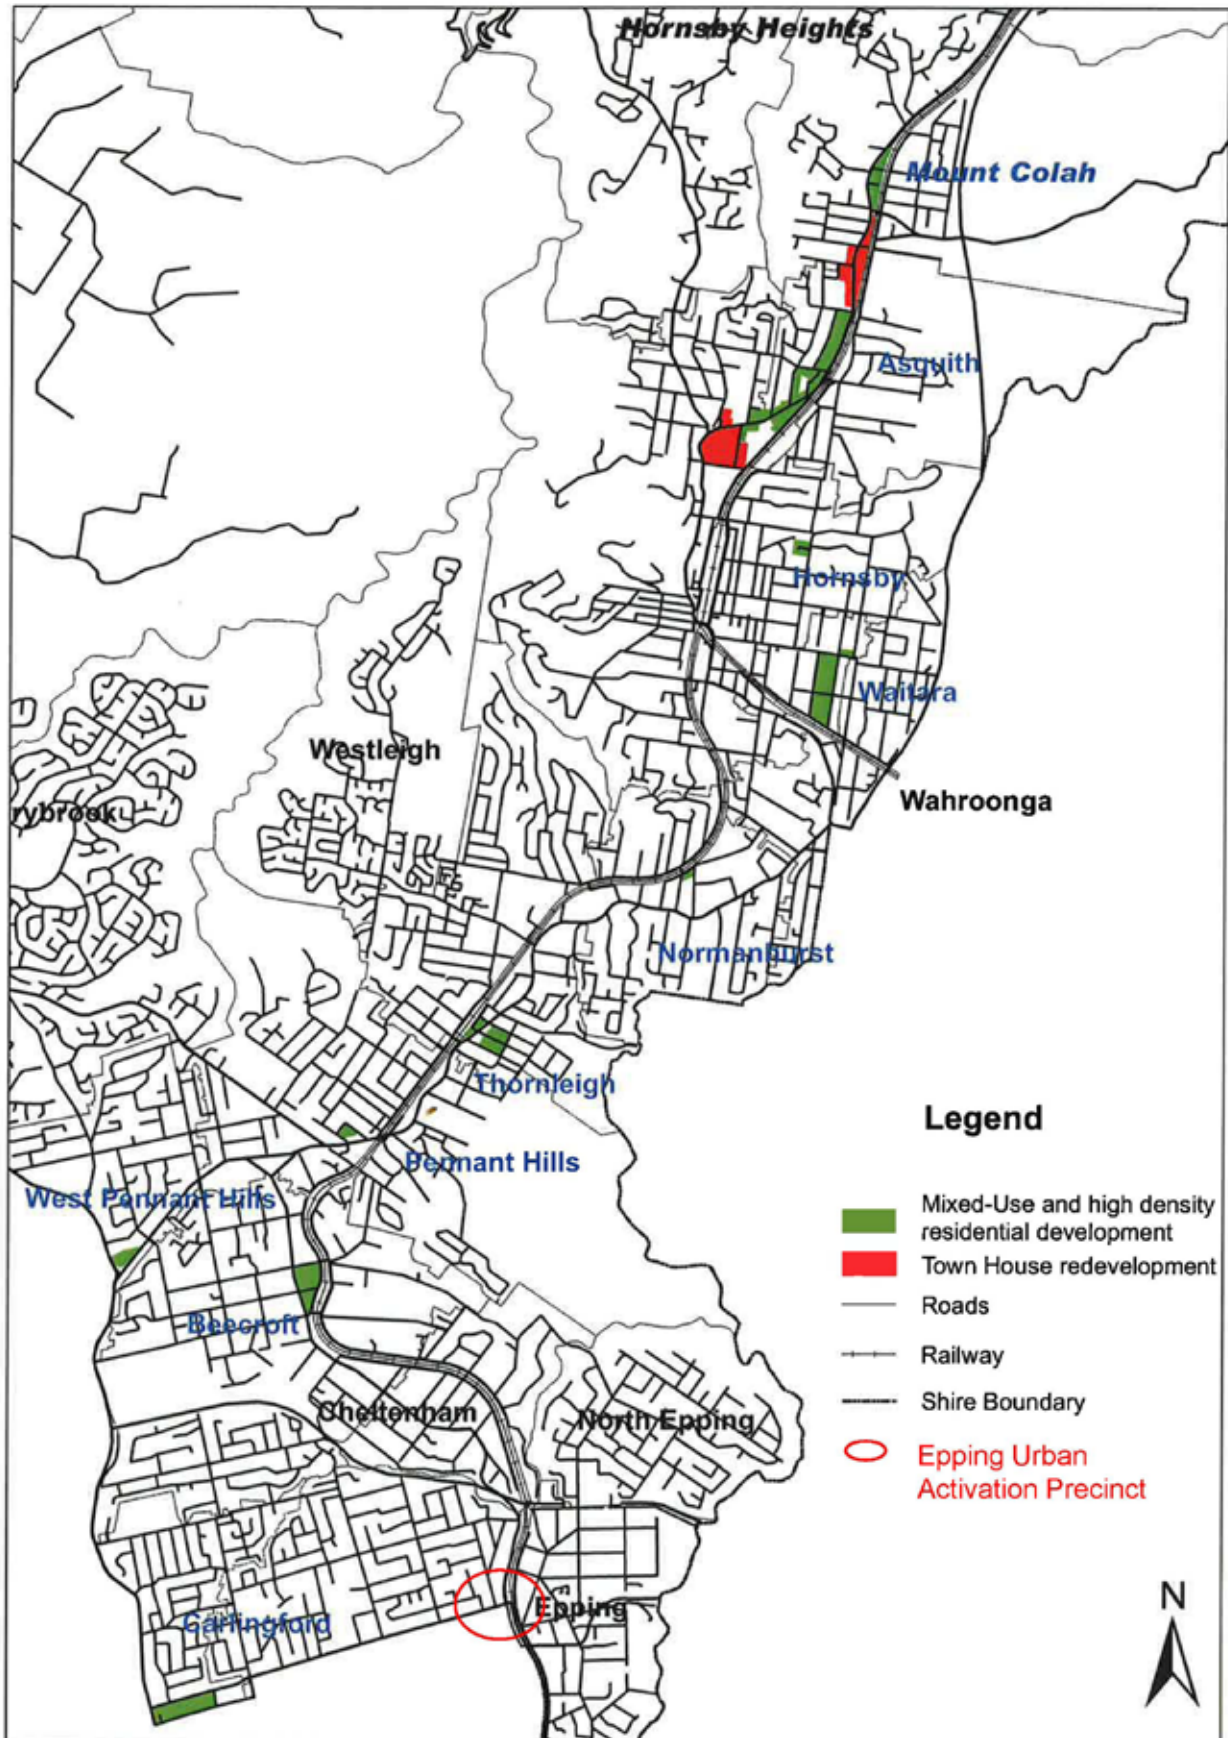 Hornsby Heights
Mount Colah
Asquith
Hornsby
Waitara
Westleigh
Wahroonga
rybrook
Normanhurst
Thornleigh
Pennant Hills
West Pennant Hills
Beecroft
Cheltenham
North Epping
Epping
Carlingford
Legend
Mixed-Use and high density
residential development
Town House redevelopment
Roads
Railway
Shire Boundary
Epping Urban
Activation Precinct
N